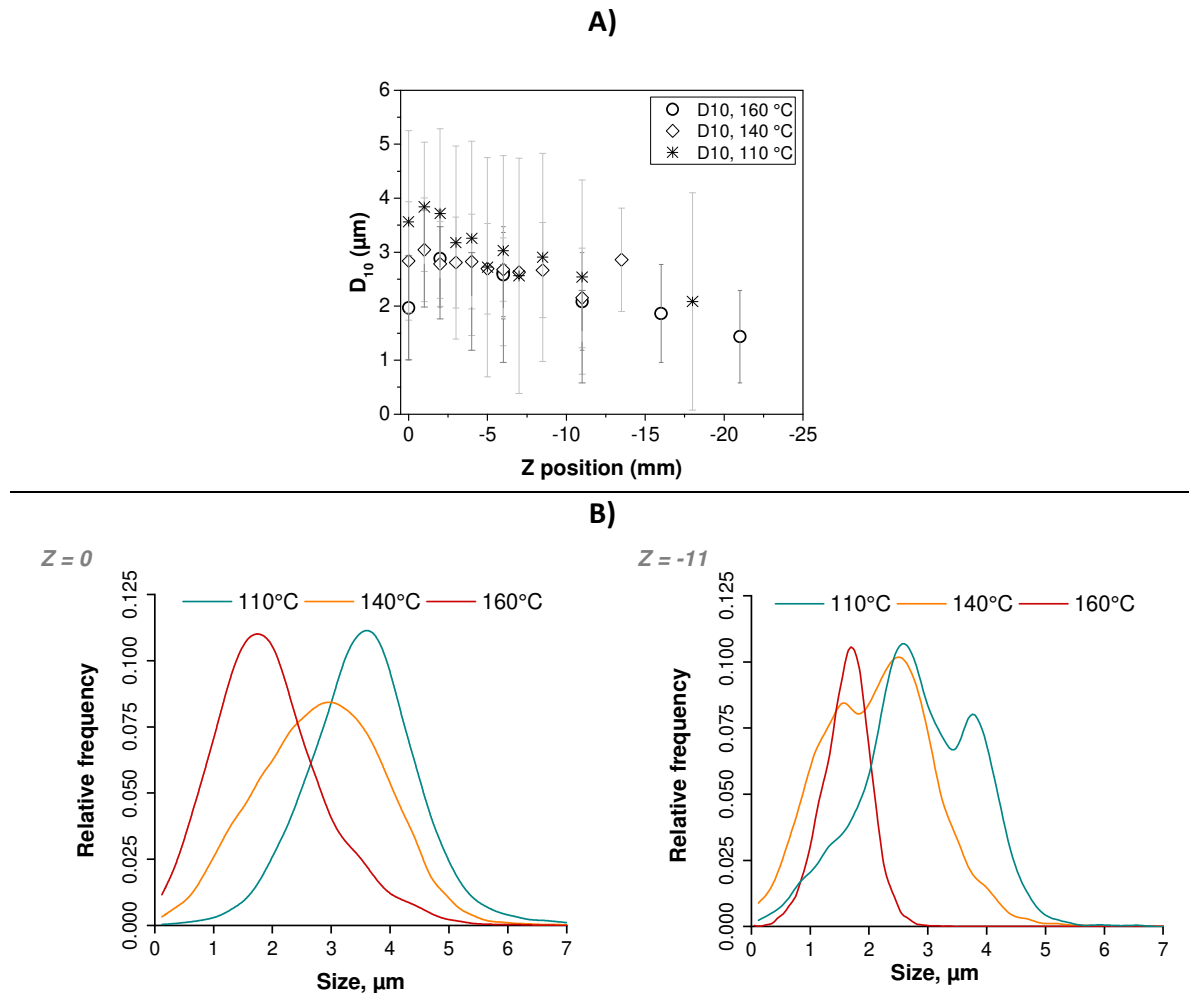 A)
6
5
4
3
2
1
0
D10 (µm)
D10, 160 °C
D10, 140 °C
D10, 110 °C
0 -5 -10 -15 -20 -25
Z position (mm)
B)
Z = 0
110°C 140°C 160°C
0.125
0.100
0.075
0.050
0.025
0.000
Relative frequency
0 1 2 3 4 5 6 7
Size, µm
Z = -11
110°C 140°C 160°C
0.125
0.100
0.075
0.050
0.025
0.000
Relative frequency
0 1 2 3 4 5 6 7
Size, µm